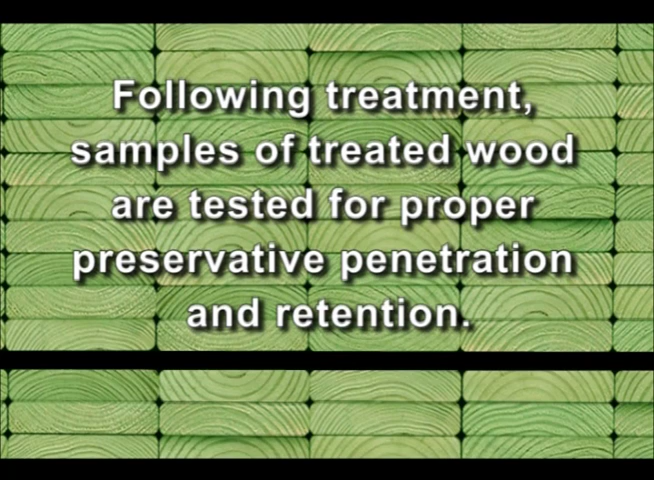 Following treatment,
samples of treated wood
are tested for proper
preservative penetration
and retention.